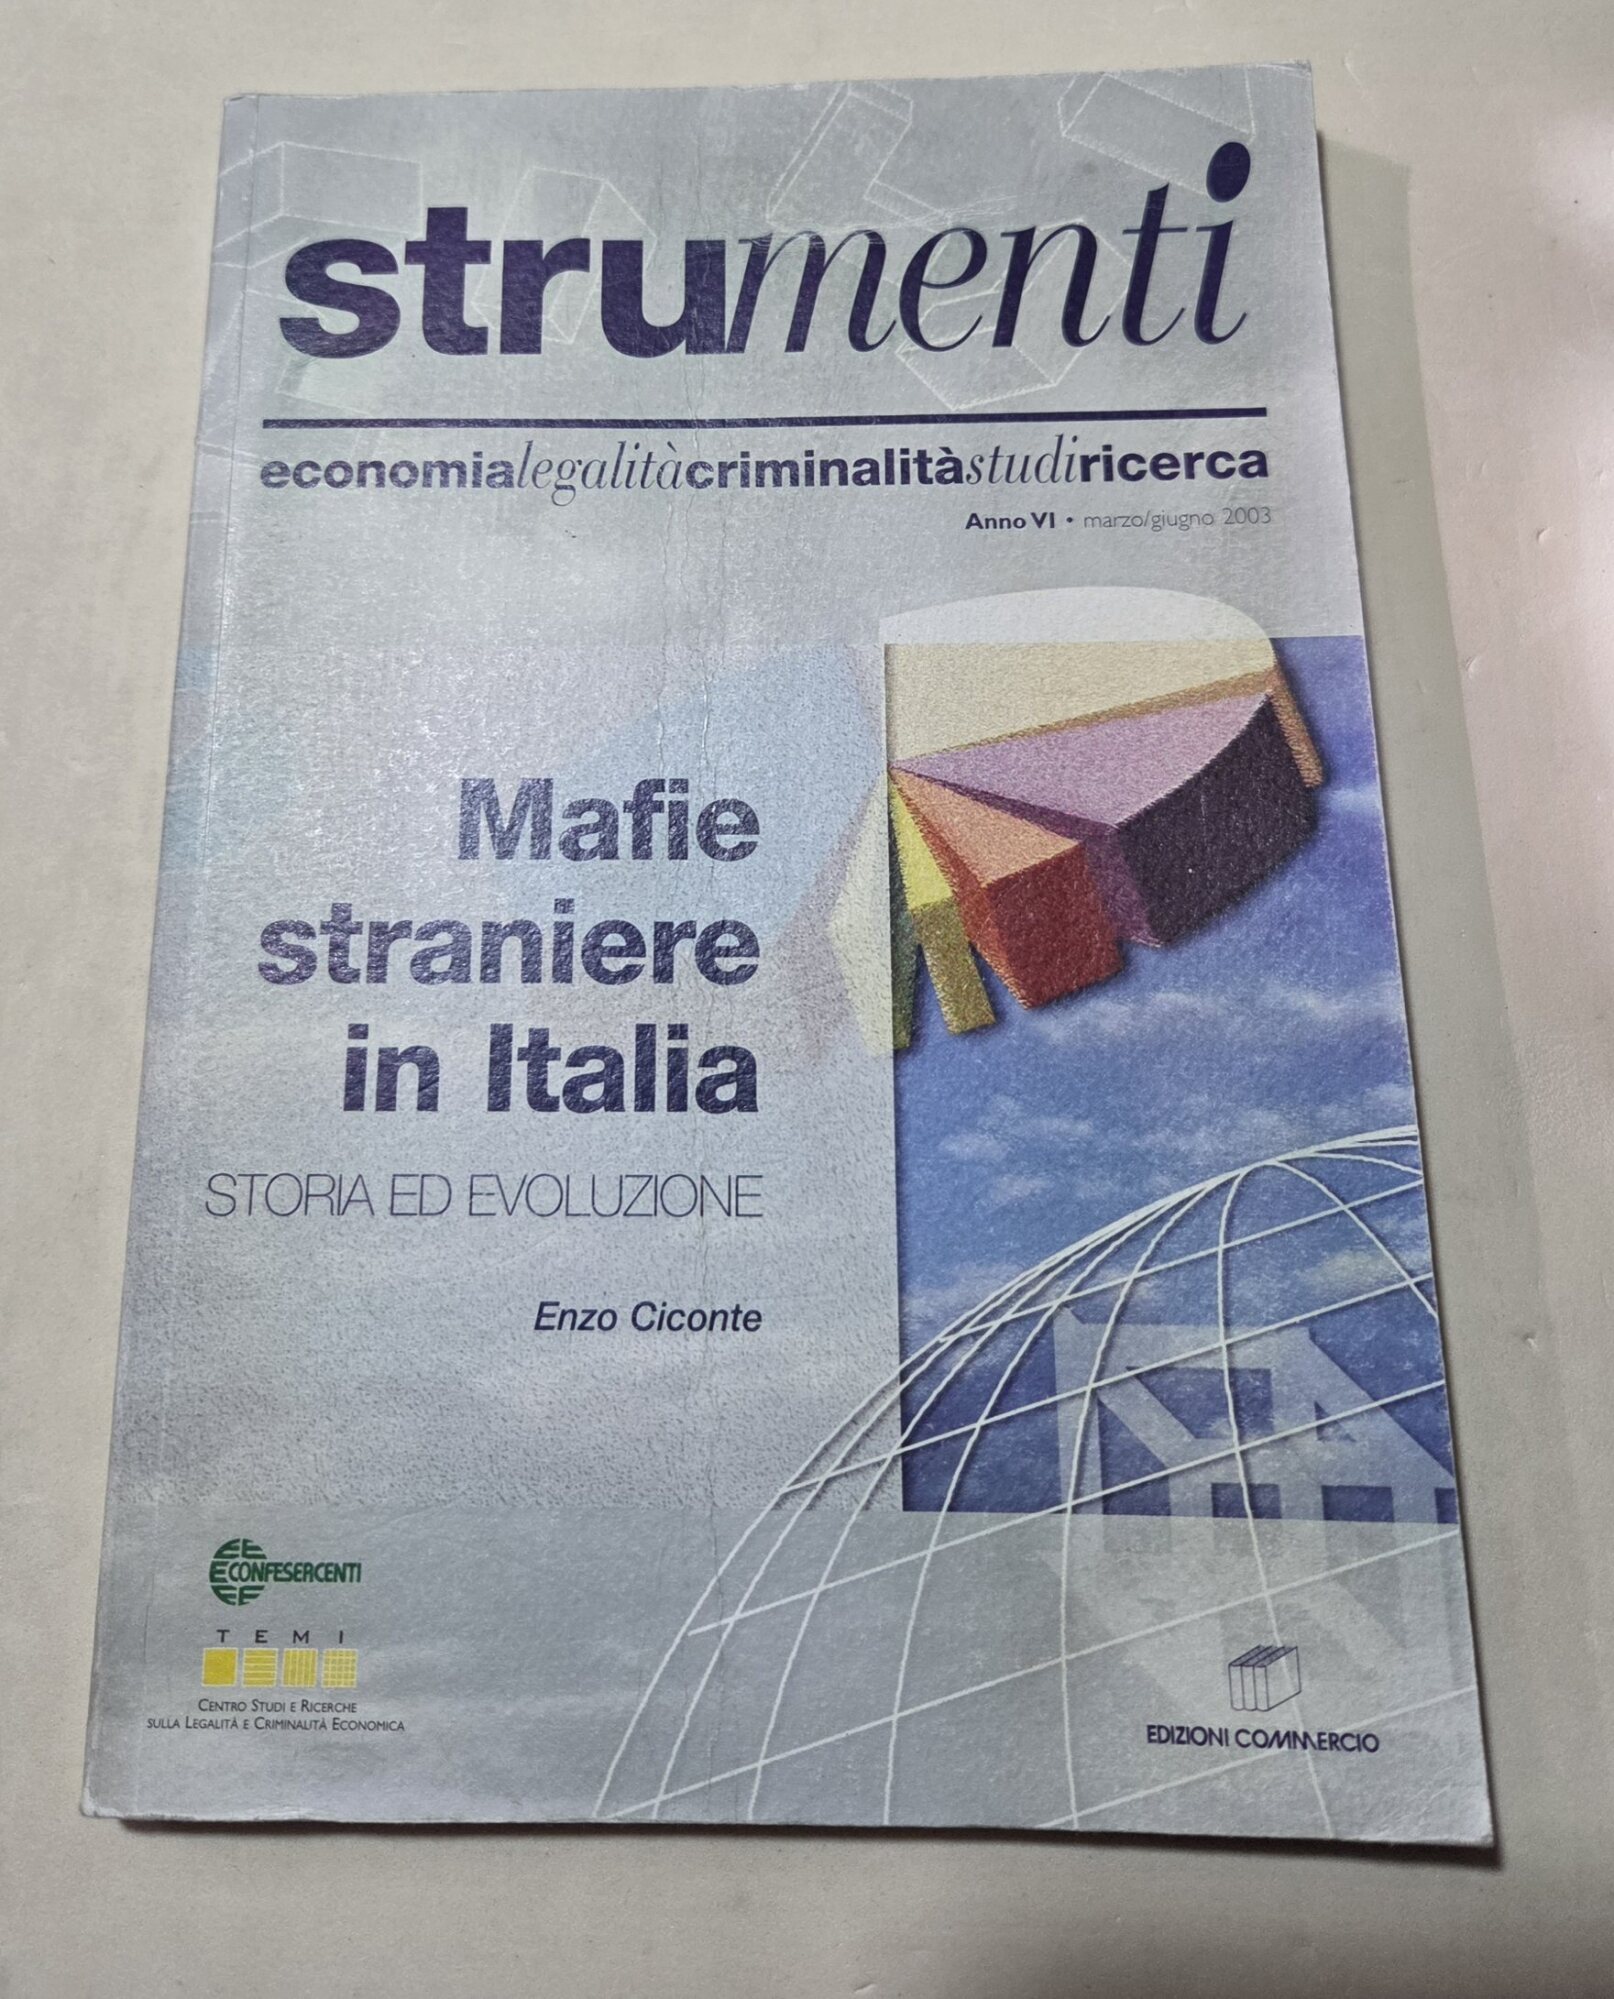 strumenti
economialegalitàcriminalitàstudiricerca
Anno VI • marzo/giugno 2003
Mafie
straniere
in Italia
STORIA ED EVOLUZIONE
Enzo Ciconte
CONFESERCENTI
TEMI
CENTRO STUDI E RICERCHE
SULLA LEGALITÀ E CRIMINALITÀ ECONOMICA
EDIZIONI COMMERCIO